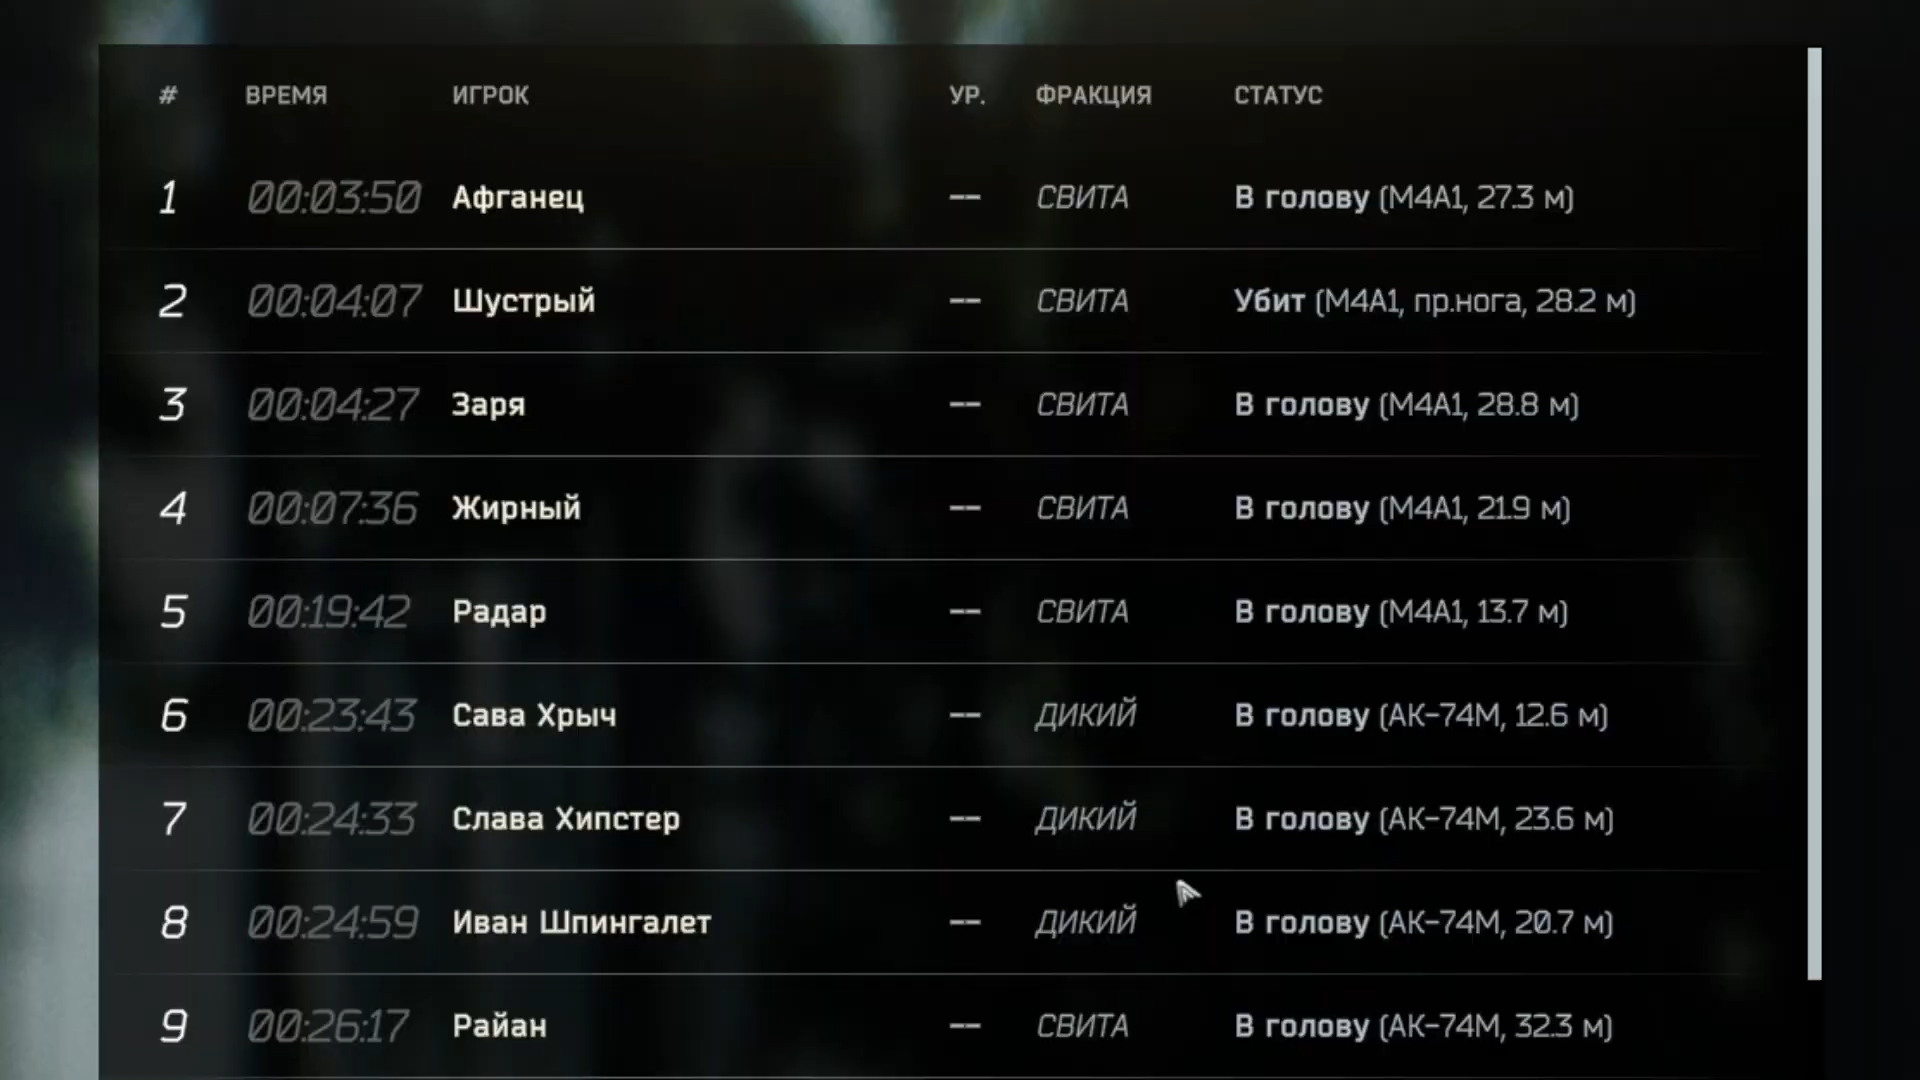 # ВРЕМЯ ИГРОК УР. ФРАКЦИЯ СТАТУС
1 00:03:50 Афганец -- СВИТА В голову (M4A1, 27.3 м)
2 00:04:07 Шустрый -- СВИТА Убит (M4A1, пр.нога, 28.2 м)
3 00:04:27 Заря -- СВИТА В голову (M4A1, 28.8 м)
4 00:07:36 Жирный -- СВИТА В голову (M4A1, 21.9 м)
5 00:19:42 Радар -- СВИТА В голову (M4A1, 13.7 м)
6 00:23:43 Сава Хрыч -- ДИКИЙ В голову (АК-74М, 12.6 м)
7 00:24:33 Слава Хипстер -- ДИКИЙ В голову (АК-74М, 23.6 м)
8 00:24:59 Иван Шпингалет -- ДИКИЙ В голову (АК-74М, 20.7 м)
9 00:26:17 Райан -- СВИТА В голову (АК-74М, 32.3 м)